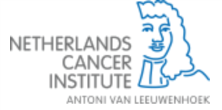 NETHERLANDS
CANCER
INSTITUTE
ANTONI VAN LEEUWENHOEK